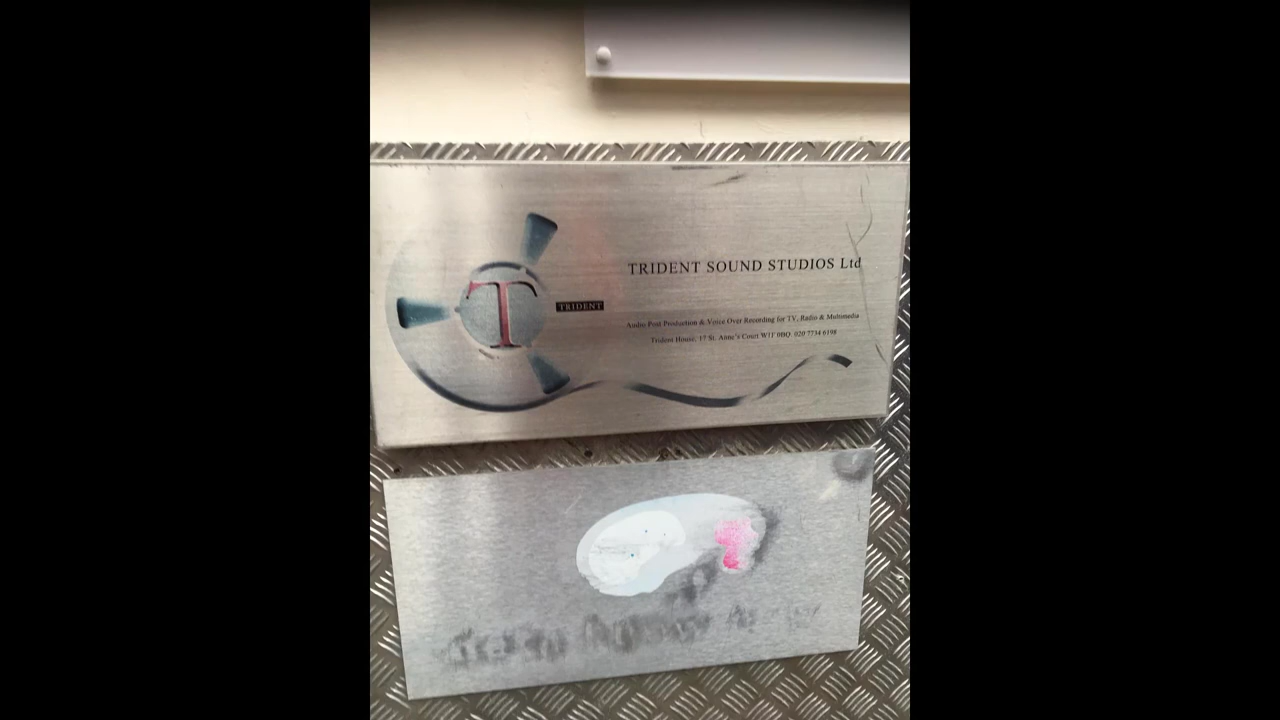 T
TRIDENT
TRIDENT SOUND STUDIOS Ltd
Audio Post Production & Voice Over Recording for TV, Radio & Multimedia
Trident House, 17 St. Anne's Court W1F 0BQ 020 7734 6198